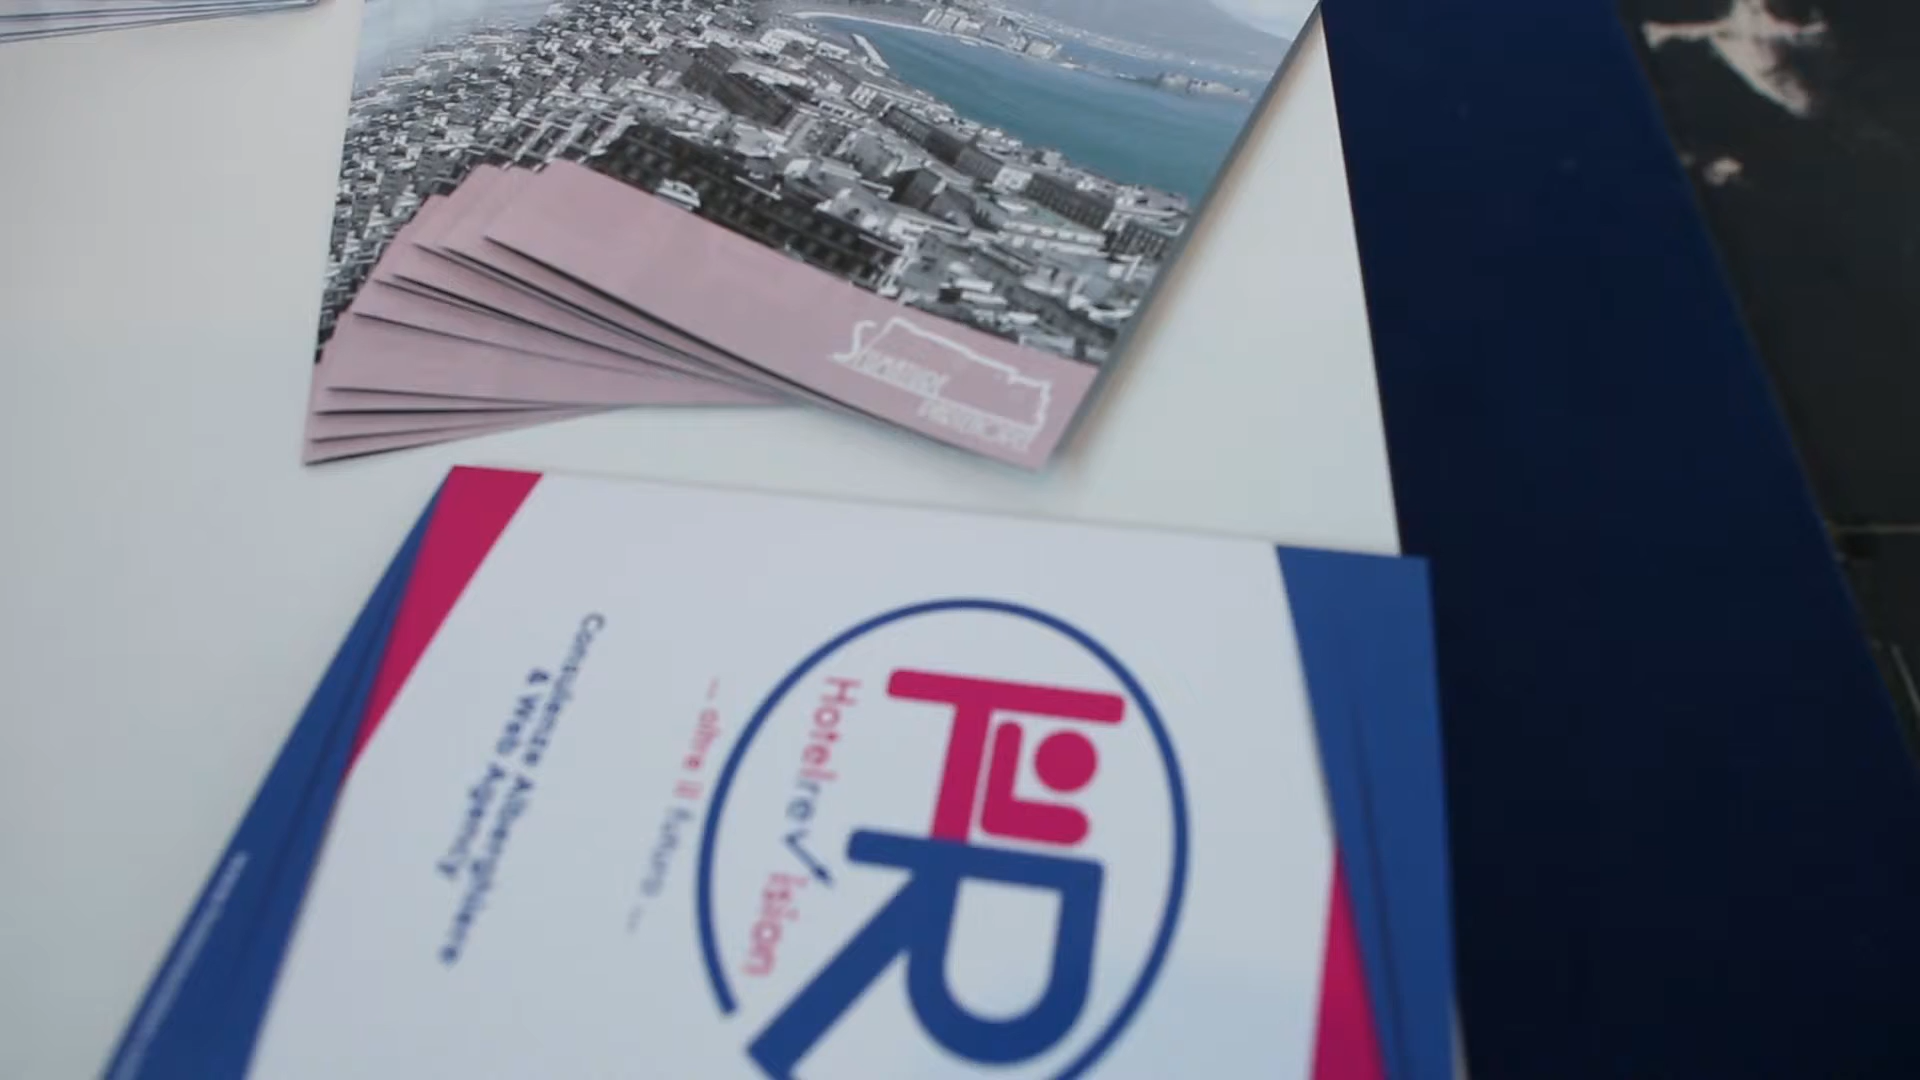 HR
HotelrevIsion
... oltre il futuro ...
Consulenze Alberghiere
& Web Agency